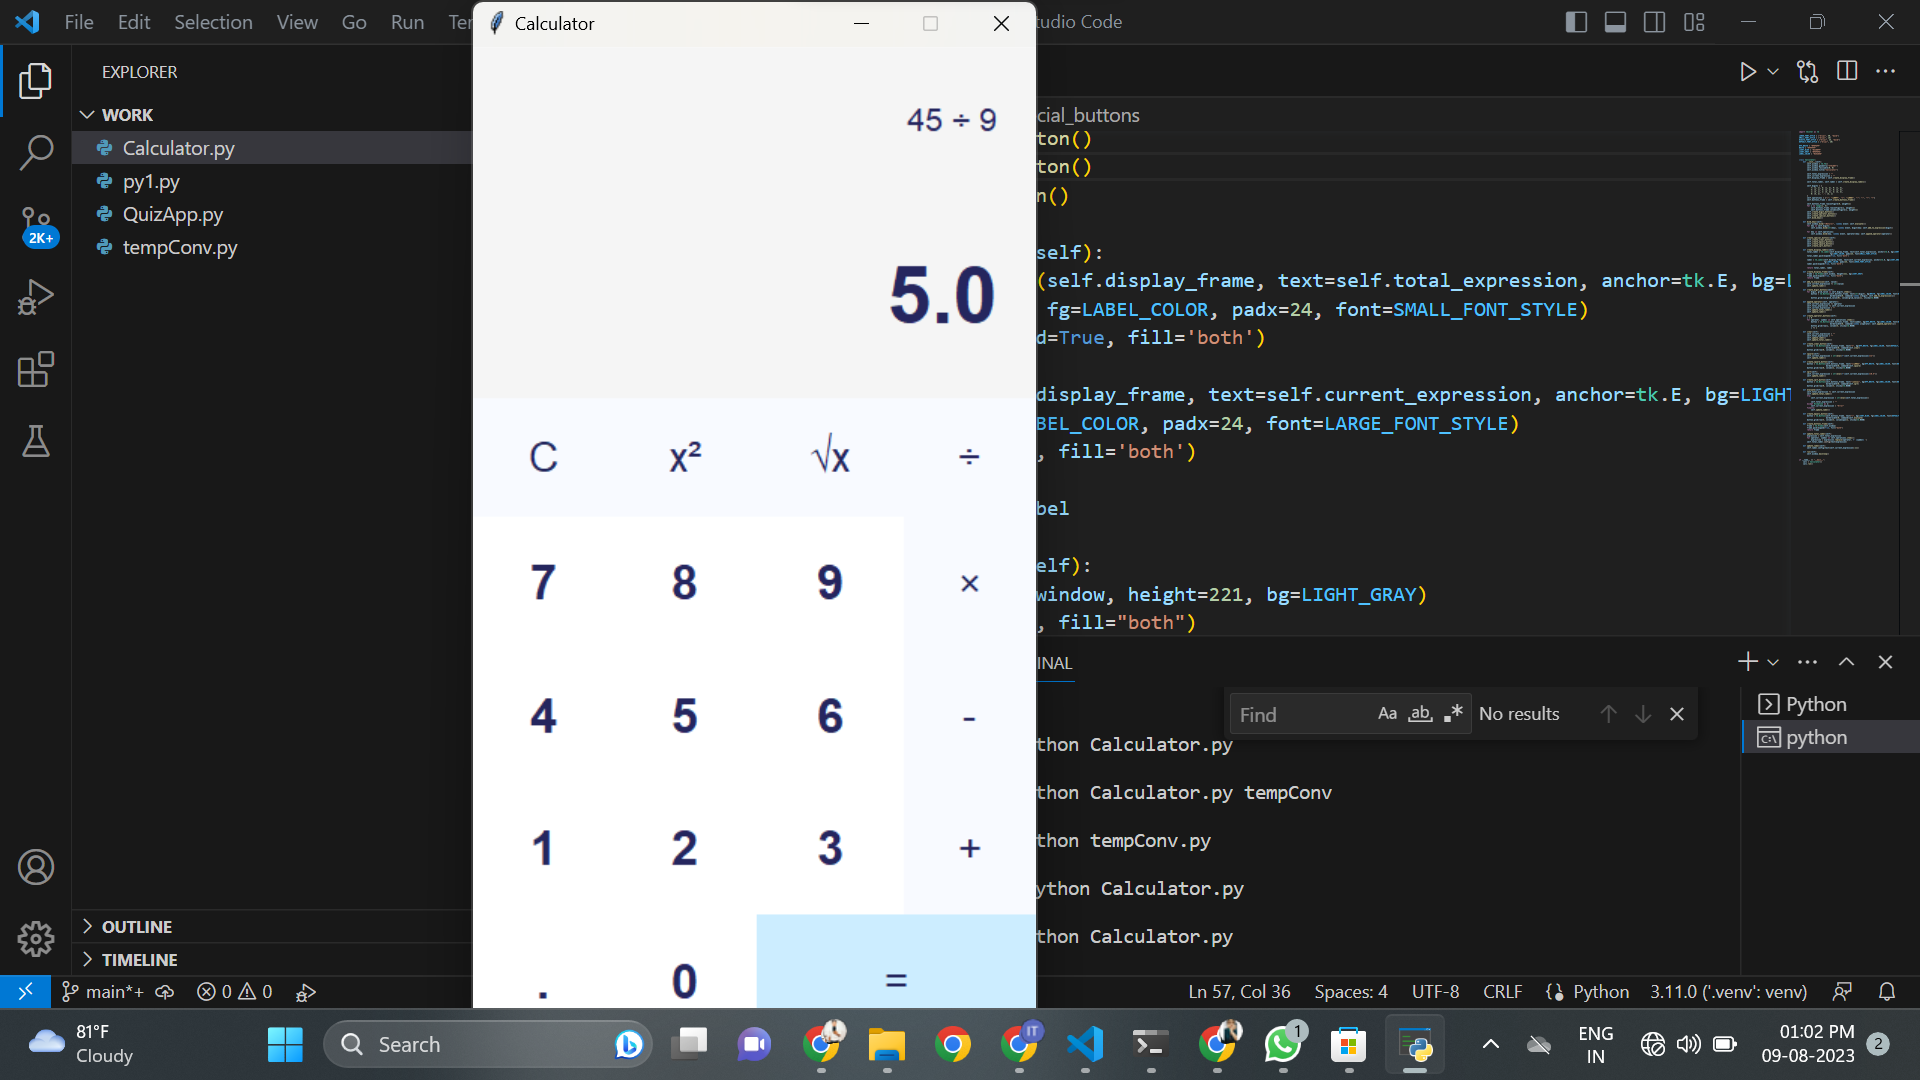 File Edit Selection View Go Run Ter
tudio Code
Calculator
EXPLORER
WORK
Calculator.py
py1.py
QuizApp.py
tempConv.py
2K+
OUTLINE
TIMELINE
45 ÷ 9
5.0
C x² √x ÷
7 8 9 ×
4 5 6 -
1 2 3 +
. 0 =
cial_buttons
ton()
ton()
n()
self):
(self.display_frame, text=self.total_expression, anchor=tk.E, bg=L
fg=LABEL_COLOR, padx=24, font=SMALL_FONT_STYLE)
d=True, fill='both')
display_frame, text=self.current_expression, anchor=tk.E, bg=LIGHT
BEL_COLOR, padx=24, font=LARGE_FONT_STYLE)
, fill='both')
bel
elf):
window, height=221, bg=LIGHT_GRAY)
, fill="both")
INAL
Find Aa ab .* No results
Python
python
thon Calculator.py
thon Calculator.py tempConv
thon tempConv.py
ython Calculator.py
thon Calculator.py
main*+ 0 0
Ln 57, Col 36 Spaces: 4 UTF-8 CRLF Python 3.11.0 ('.venv': venv)
81°F
Cloudy
Search
IT
1
ENG
IN
01:02 PM
09-08-2023
2